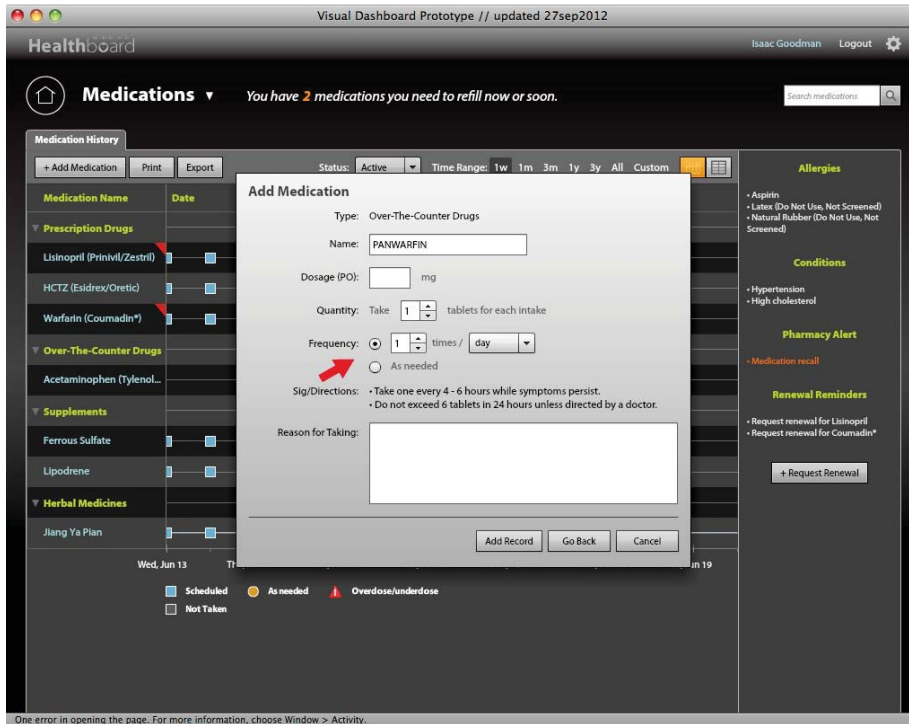 Visual Dashboard Prototype // updated 27sep2012
Healthboard
Isaac Goodman Logout
Medications
You have 2 medications you need to refill now or soon.
Search medications
Medication History
+ Add Medication Print Export Status: Active Time Range: 1w 1m 3m 1y 3y All Custom
Medication Name Date
Prescription Drugs
Lisinopril (Prinivil/Zestril)
HCTZ (Esidrex/Oretic)
Warfarin (Coumadin*)
Over-The-Counter Drugs
Acetaminophen (Tylenol...
Supplements
Ferrous Sulfate
Lipodrene
Herbal Medicines
Jiang Ya Pian
Add Medication
Type: Over-The-Counter Drugs
Name: PANWARFIN
Dosage (PO): mg
Quantity: Take 1 tablets for each intake
Frequency: 1 times / day
As needed
Sig/Directions: • Take one every 4 - 6 hours while symptoms persist.
• Do not exceed 6 tablets in 24 hours unless directed by a doctor.
Reason for Taking:
Add Record Go Back Cancel
Allergies
• Aspirin
• Latex (Do Not Use, Not Screened)
• Natural Rubber (Do Not Use, Not
Screened)
Conditions
• Hypertension
• High cholesterol
Pharmacy Alert
• Medication recall
Renewal Reminders
• Request renewal for Lisinopril
• Request renewal for Coumadin*
+ Request Renewal
Wed, Jun 13 Th un 19
Scheduled As needed Overdose/underdose
Not Taken
One error in opening the page. For more information, choose Window > Activity.